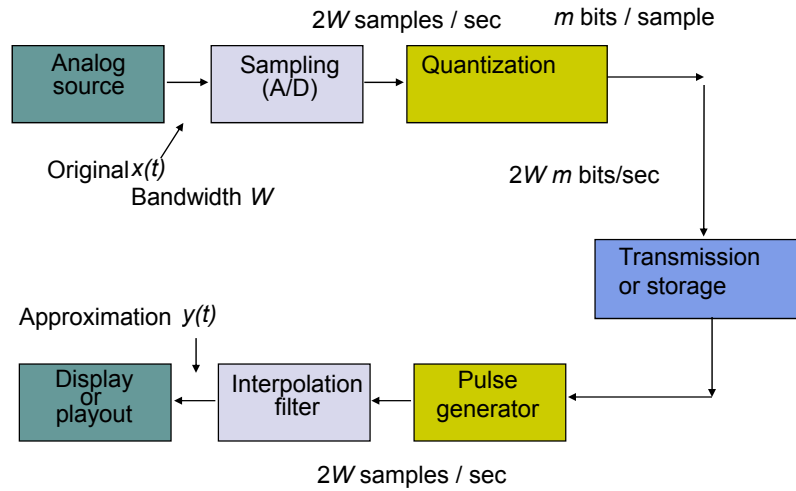 2W samples / sec
m bits / sample
Analog
source
Sampling
(A/D)
Quantization
Original x(t)
Bandwidth W
2W m bits/sec
Transmission
or storage
Approximation y(t)
Display
or
playout
Interpolation
filter
Pulse
generator
2W samples / sec